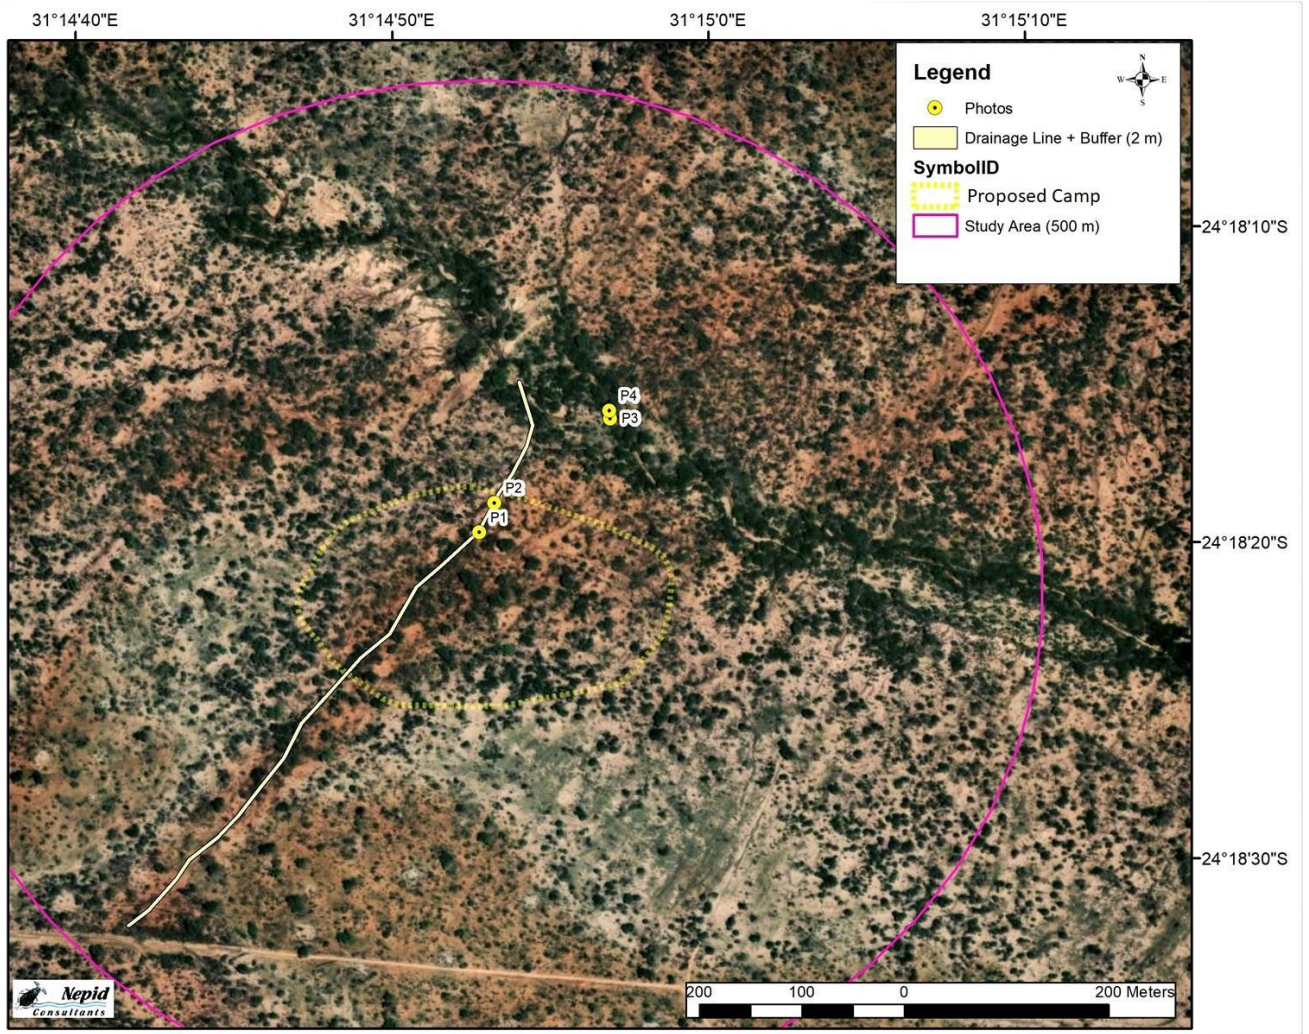 31°14'40"E 31°14'50"E 31°15'0"E 31°15'10"E
Legend
N
W E
S
Photos
Drainage Line + Buffer (2 m)
SymbolID
Proposed Camp
Study Area (500 m)
24°18'10"S
P4
P3
P2
P1
24°18'20"S
24°18'30"S
Nepid
Consultants
200 100 0 200 Meters